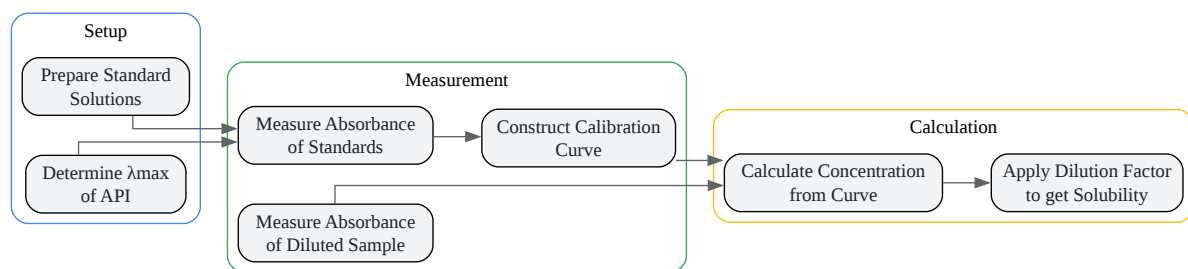 Setup
Prepare Standard
Solutions
Determine λmax
of API
Measurement
Measure Absorbance
of Standards
Construct Calibration
Curve
Measure Absorbance
of Diluted Sample
Calculation
Calculate Concentration
from Curve
Apply Dilution Factor
to get Solubility